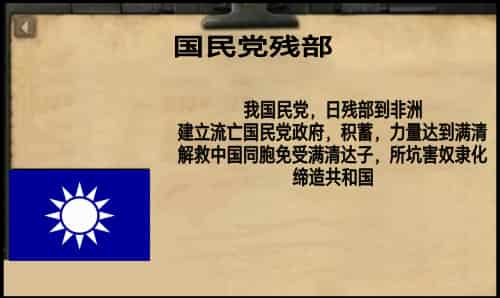 国民党残部
我国民党，日残部到非洲
建立流亡国民党政府，积蓄，力量达到满清
解救中国同胞免受满清达子，所坑害奴隶化
缔造共和国